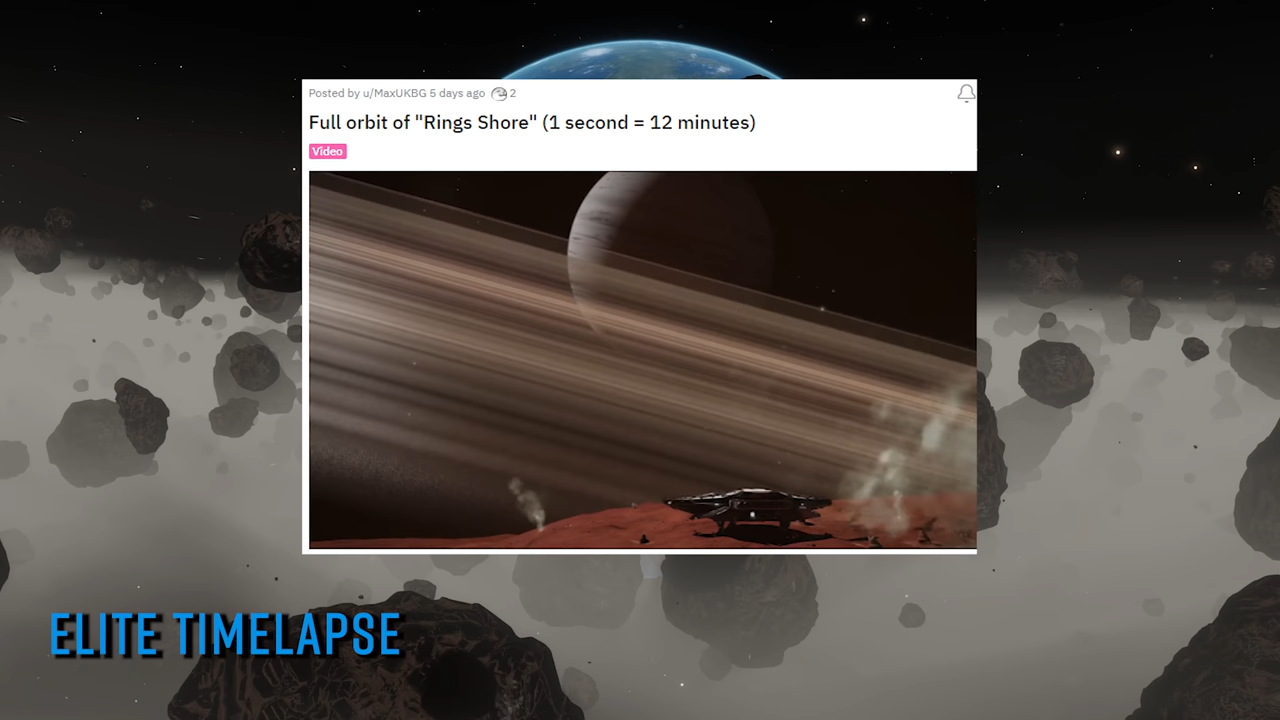 Posted by u/MaxUKBG 5 days ago 2
Full orbit of "Rings Shore" (1 second = 12 minutes)
Video
ELITE TIMELAPSE